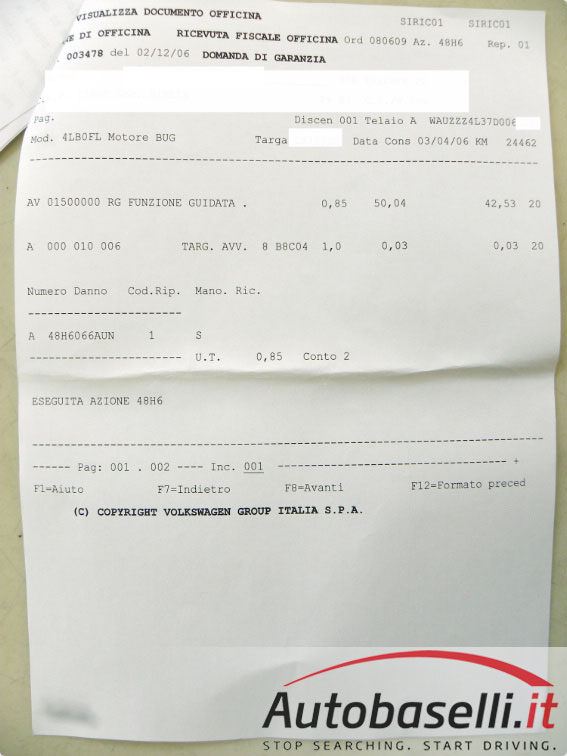 VISUALIZZA DOCUMENTO OFFICINA SIRIC01 SIRIC01
NE DI OFFICINA RICEVUTA FISCALE OFFICINA Ord 080609 Az. 48H6 Rep. 01
003478 del 02/12/06 DOMANDA DI GARANZIA
Pag. Discen 001 Telaio A WAUZZZ4L37D006
Mod. 4LB0FL Motore BUG Targa Data Cons 03/04/06 KM 24462
AV 01500000 RG FUNZIONE GUIDATA . 0,85 50,04 42,53 20
A 000 010 006 TARG. AVV. 8 B8C04 1,0 0,03 0,03 20
Numero Danno Cod.Rip. Mano. Ric.
A 48H6066AUN 1 S
U.T. 0,85 Conto 2
ESEGUITA AZIONE 48H6
------ Pag: 001 . 002 ---- Inc. 001 -------------------------------- +
F1=Aiuto F7=Indietro F8=Avanti F12=Formato preced
(C) COPYRIGHT VOLKSWAGEN GROUP ITALIA S.P.A.
Autobaselli.it
STOP SEARCHING. START DRIVING.